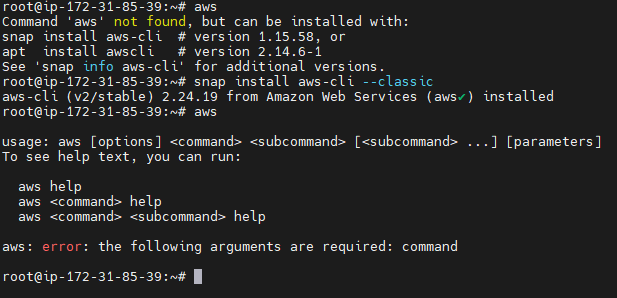 root@ip-172-31-85-39:~# aws
Command 'aws' not found, but can be installed with:
snap install aws-cli  # version 1.15.58, or
apt  install awscli   # version 2.14.6-1
See 'snap info aws-cli' for additional versions.
root@ip-172-31-85-39:~# snap install aws-cli --classic
aws-cli (v2/stable) 2.24.19 from Amazon Web Services (aws✔) installed
root@ip-172-31-85-39:~# aws
usage: aws [options] <command> <subcommand> [<subcommand> ...] [parameters]
To see help text, you can run:
  aws help
  aws <command> help
  aws <command> <subcommand> help
aws: error: the following arguments are required: command
root@ip-172-31-85-39:~#